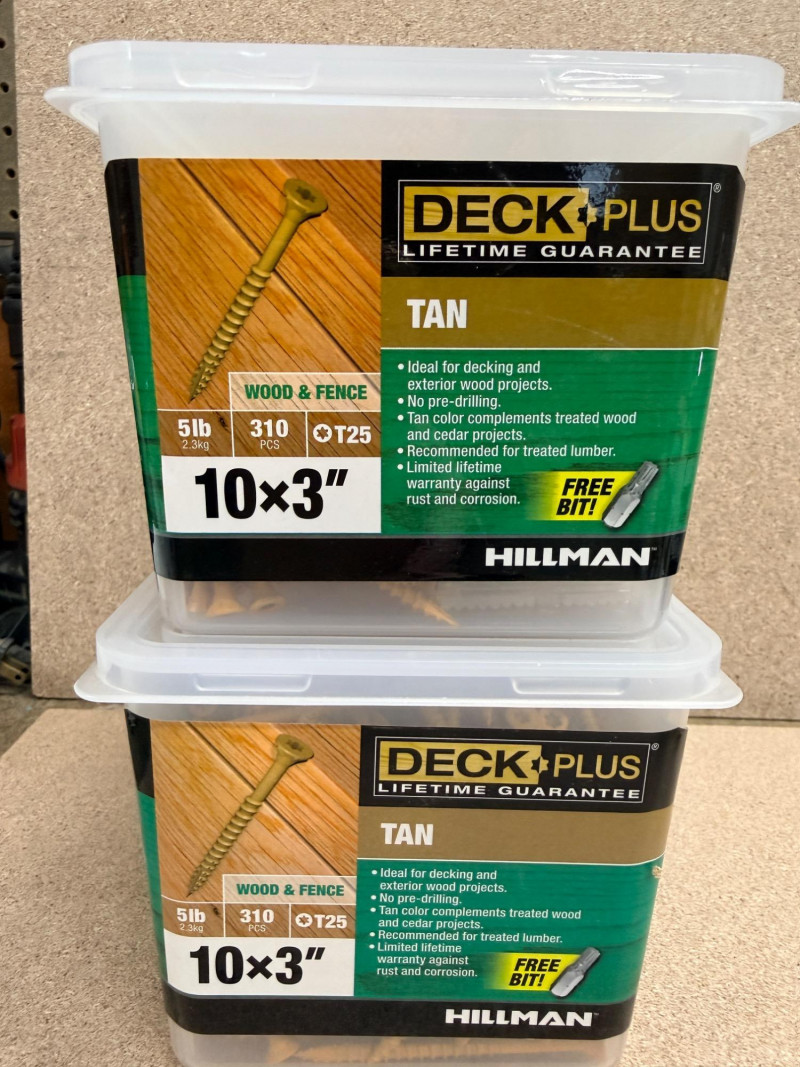 DECK PLUS®
LIFETIME GUARANTEE
TAN
• Ideal for decking and
exterior wood projects.
• No pre-drilling.
• Tan color complements treated wood
and cedar projects.
• Recommended for treated lumber.
• Limited lifetime
warranty against
rust and corrosion.
WOOD & FENCE
5lb
2.3kg
310
PCS
T25
10×3"
FREE
BIT!
HILLMAN™
DECK PLUS®
LIFETIME GUARANTEE
TAN
• Ideal for decking and
exterior wood projects.
• No pre-drilling.
• Tan color complements treated wood
and cedar projects.
• Recommended for treated lumber.
• Limited lifetime
warranty against
rust and corrosion.
WOOD & FENCE
5lb
2.3kg
310
PCS
T25
10×3"
FREE
BIT!
HILLMAN™